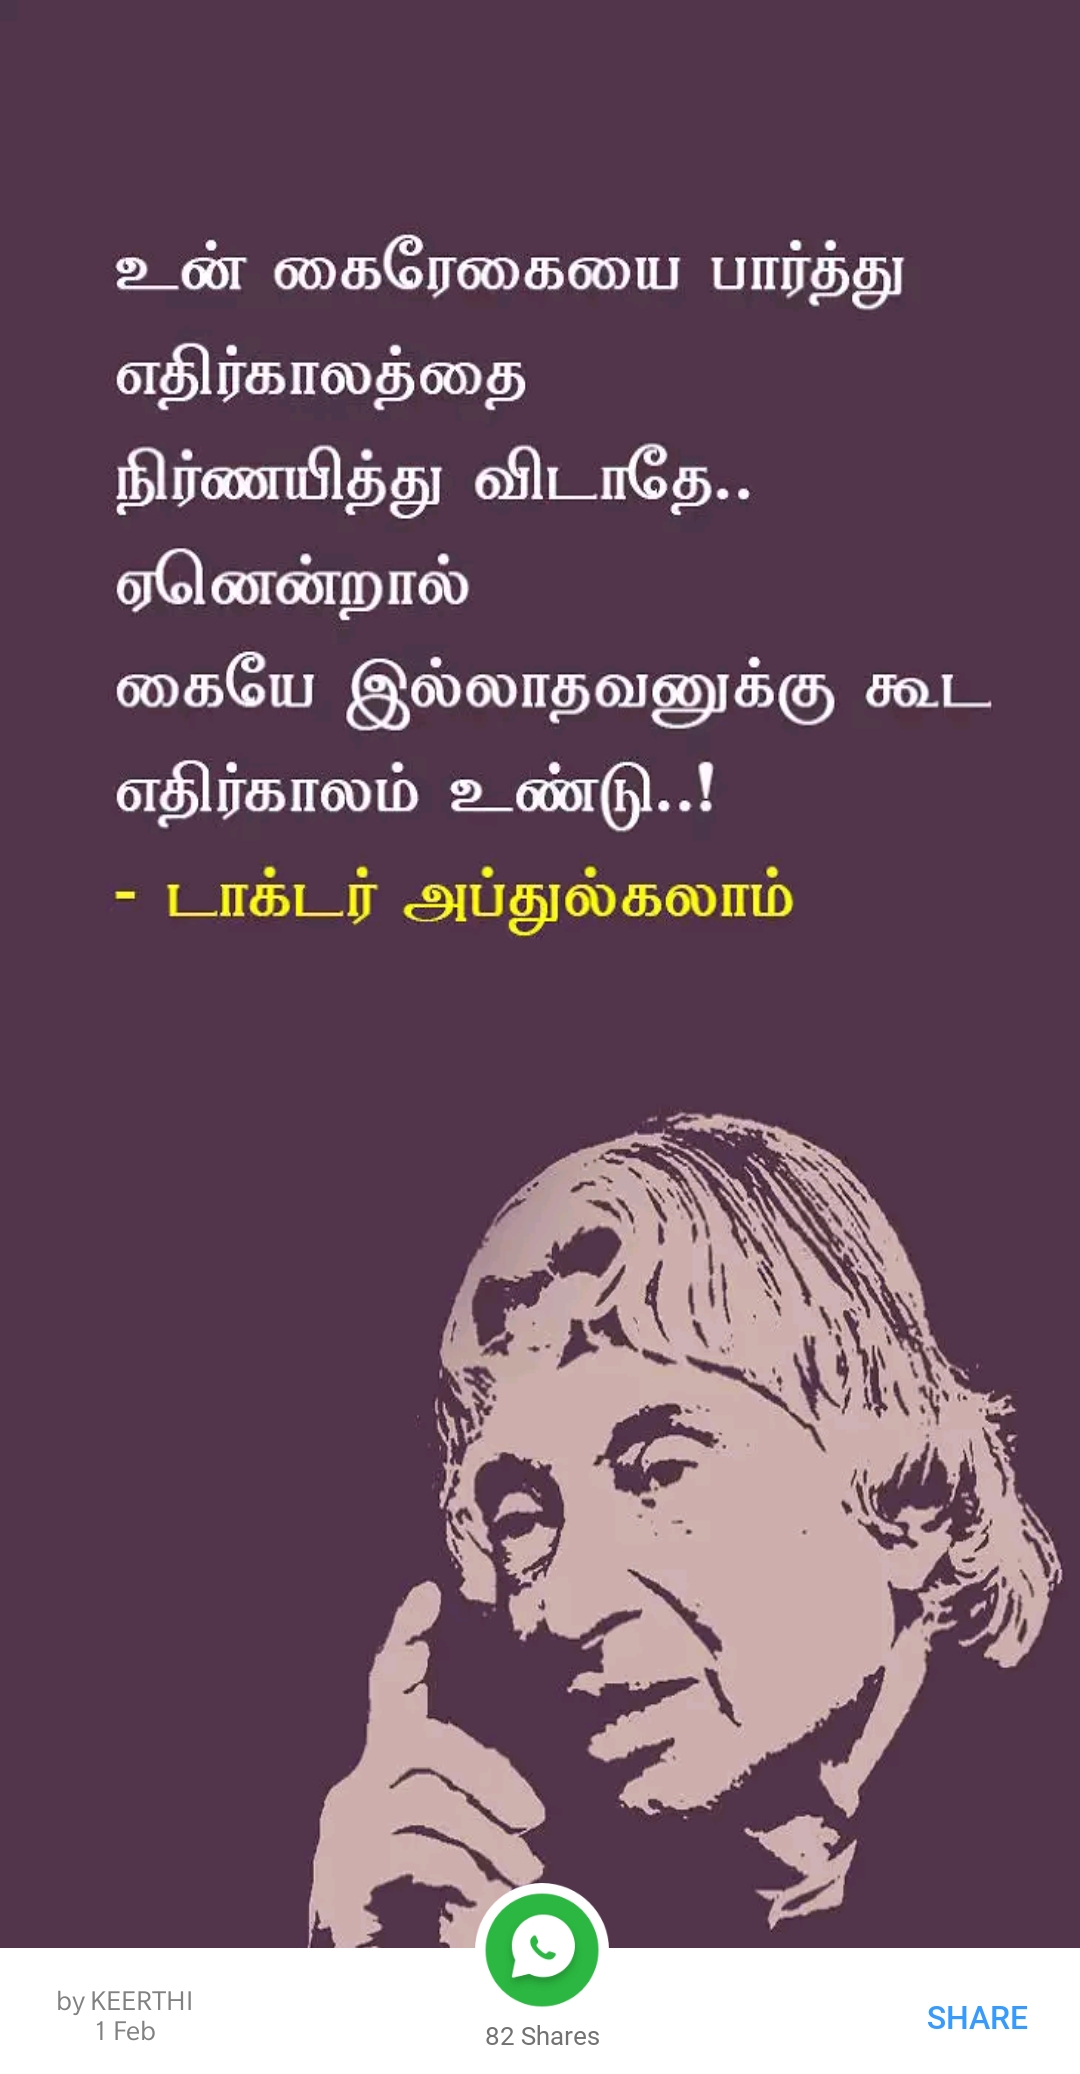 உன் கைரேகையை பார்த்து
எதிர்காலத்தை
நிர்ணயித்து விடாதே..
ஏனென்றால்
கையே இல்லாதவனுக்கு கூட
எதிர்காலம் உண்டு..!
- டாக்டர் அப்துல்கலாம்
by KEERTHI
1 Feb
82 Shares
SHARE